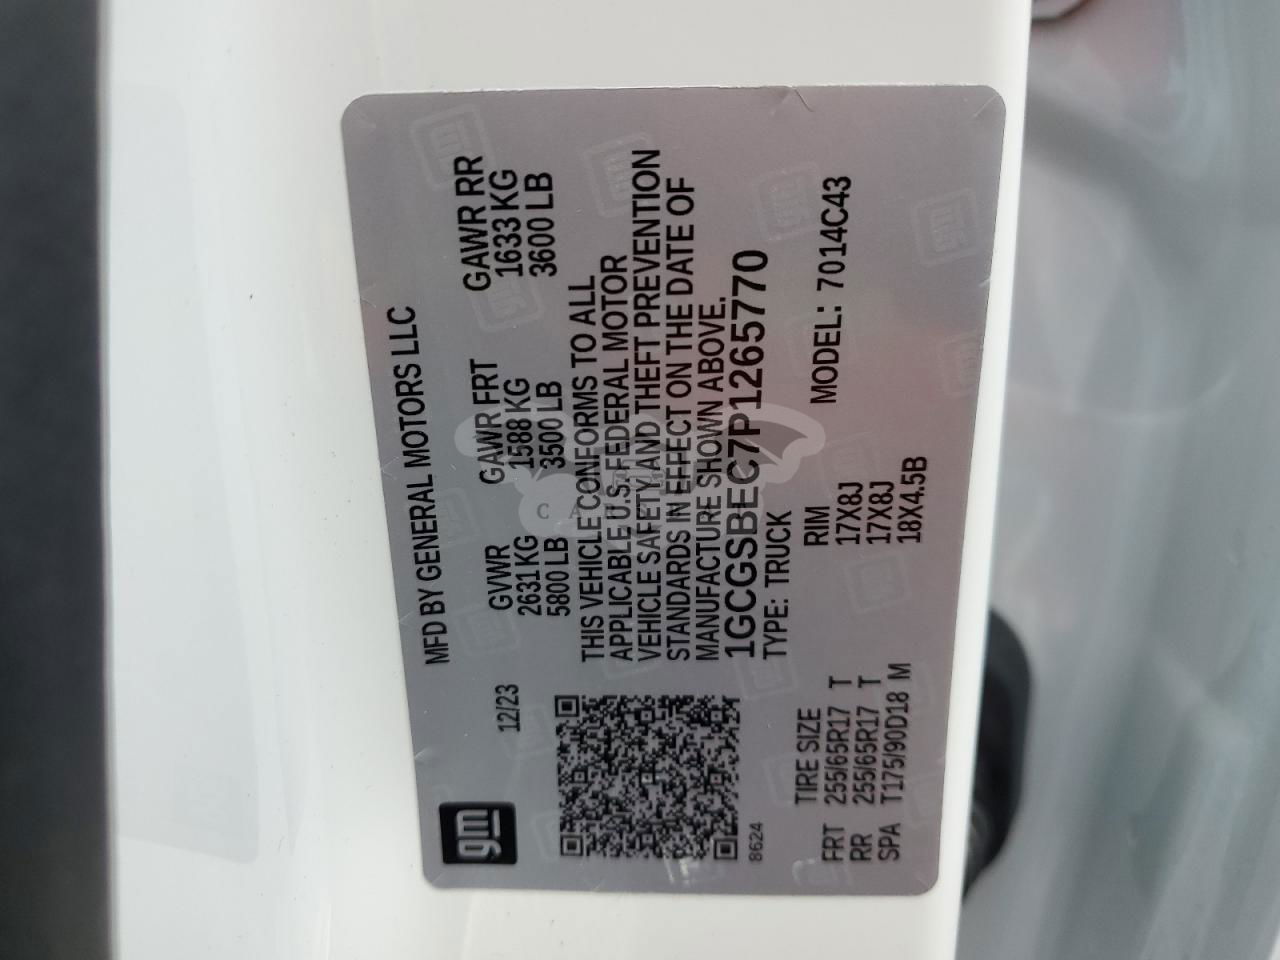 MFD BY GENERAL MOTORS LLC
gm
12/23
GVWR GAWR FRT GAWR RR
2631KG 1588 KG 1633 KG
5800 LB 3500 LB 3600 LB
THIS VEHICLE CONFORMS TO ALL
APPLICABLE U.S. FEDERAL MOTOR
VEHICLE SAFETY AND THEFT PREVENTION
STANDARDS IN EFFECT ON THE DATE OF
MANUFACTURE SHOWN ABOVE.
1GCGSBEC7P1265770
8624
TYPE: TRUCK
MODEL: 7014C43
TIRE SIZE RIM
FRT 255/65R17 T 17X8J
RR 255/65R17 T 17X8J
SPA T175/90D18 M 18X4.5B